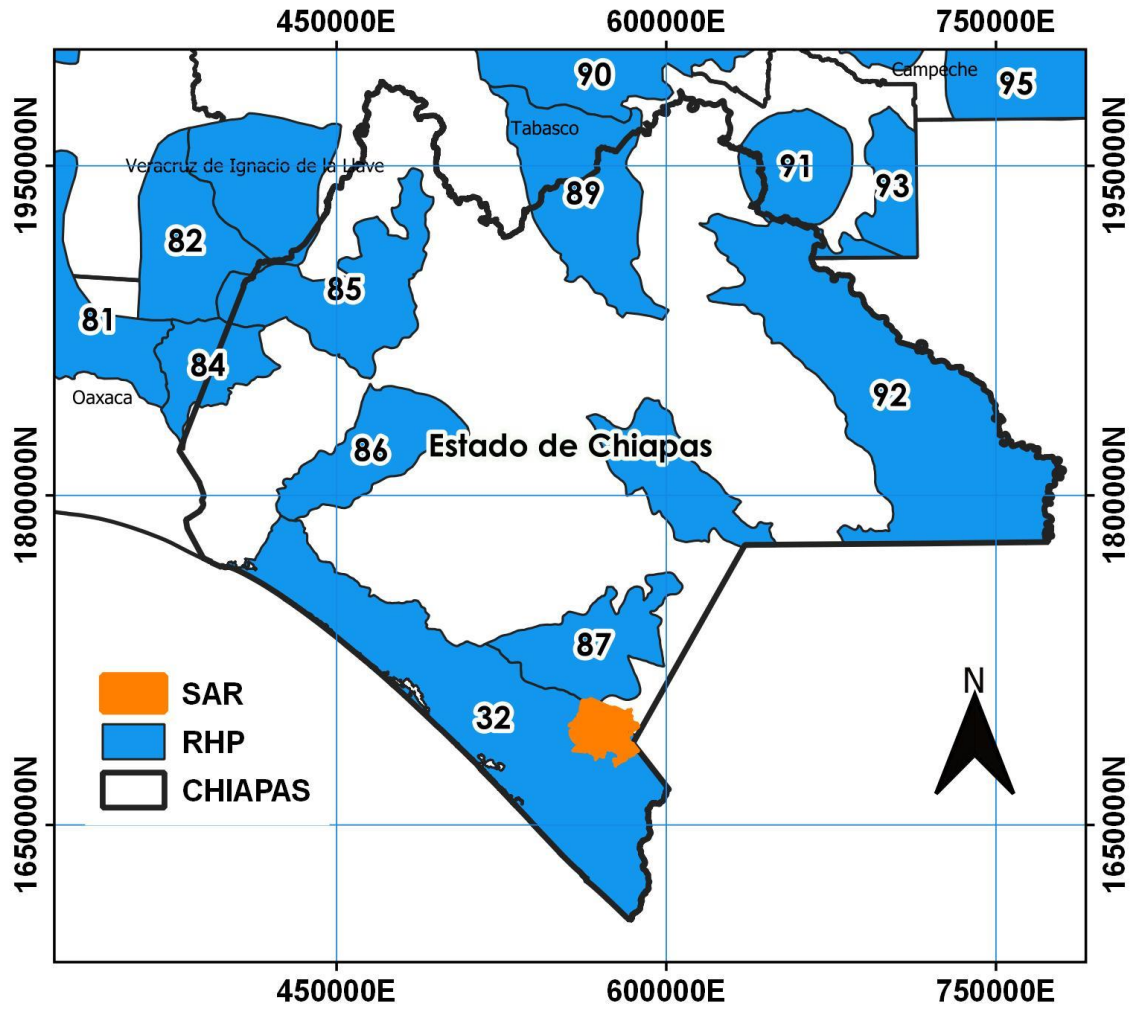 450000E 600000E 750000E
90
Campeche
95
Tabasco
1950000N
Veracruz de Ignacio de la Llave
91
1950000N
89
93
82
85
81
84
Oaxaca
92
86
Estado de Chiapas
1800000N
1800000N
87
N
SAR
32
RHP
CHIAPAS
1650000N
1650000N
450000E 600000E 750000E